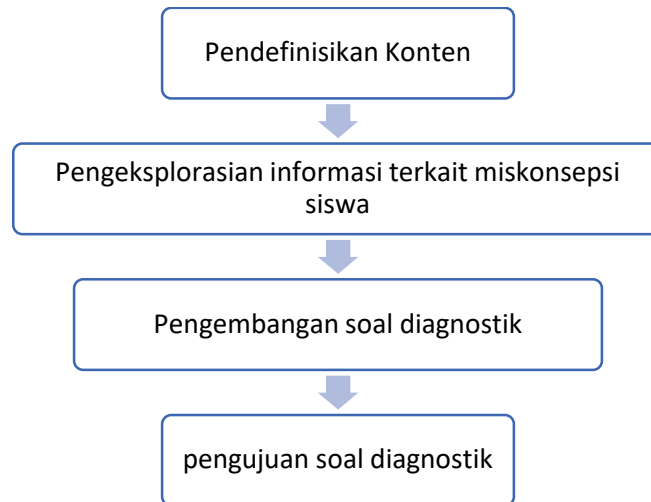 Pendefinisikan Konten
Pengeksplorasian informasi terkait miskonsepsi
siswa
Pengembangan soal diagnostik
pengujuan soal diagnostik